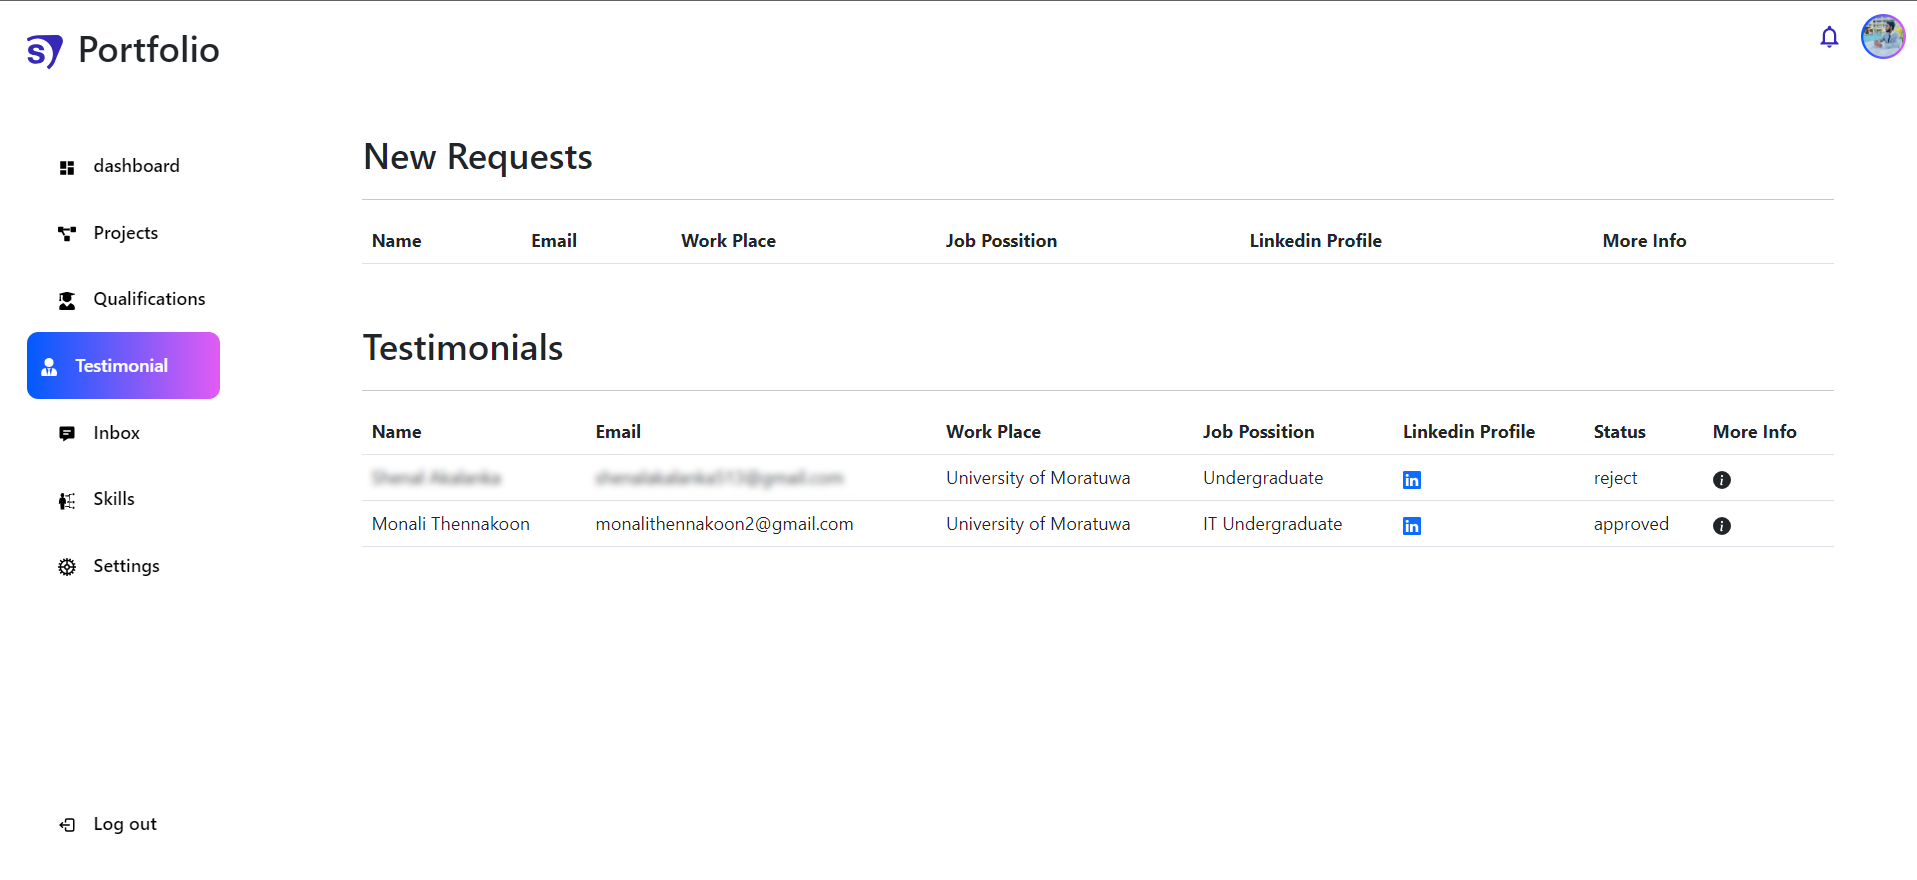 s7 Portfolio
dashboard
Projects
Qualifications
Testimonial
Inbox
Skills
Settings
Log out
New Requests
Name Email Work Place Job Possition Linkedin Profile More Info
Testimonials
Name Email Work Place Job Possition Linkedin Profile Status More Info
University of Moratuwa Undergraduate in reject i
Monali Thennakoon monalithennakoon2@gmail.com University of Moratuwa IT Undergraduate in approved i